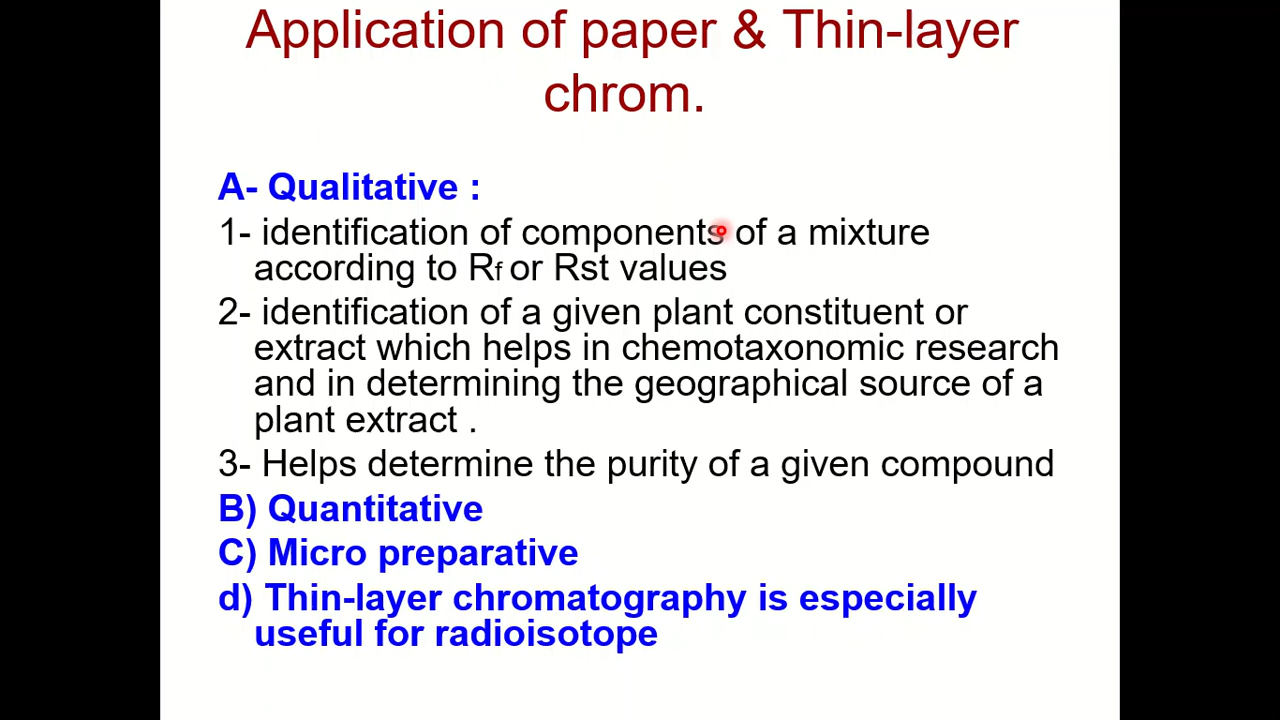 Application of paper & Thin-layer
chrom.
A- Qualitative :
1- identification of components of a mixture
according to Rf or Rst values
2- identification of a given plant constituent or
extract which helps in chemotaxonomic research
and in determining the geographical source of a
plant extract .
3- Helps determine the purity of a given compound
B) Quantitative
C) Micro preparative
d) Thin-layer chromatography is especially
useful for radioisotope